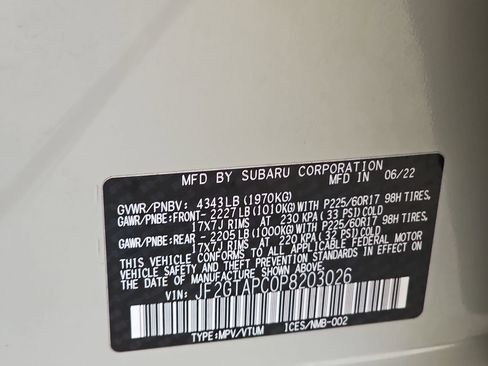 MFD BY SUBARU CORPORATION
MFD IN 06/22
GVWR/PNBV: 4343LB (1970KG)
GAWR/PNBE:FRONT- 2227LB (1010KG) WITH P225/60R17 98H TIRES,
17X7J RIMS AT 230 KPA (33 PSI) COLD
GAWR/PNBE:REAR - 2205LB (1000KG) WITH P225/60R17 98H TIRES,
17X7J RIMS AT 220 KPA (32 PSI) COLD
THIS VEHICLE CONFORMS TO ALL APPLICABLE FEDERAL MOTOR
VEHICLE SAFETY AND THEFT PREVENTION STANDARDS IN EFFECT ON
THE DATE OF MANUFACTURE SHOWN ABOVE.
VIN: JF2GTAPC0P8203026
TYPE:MPV/VTUM ICES/NMB-002